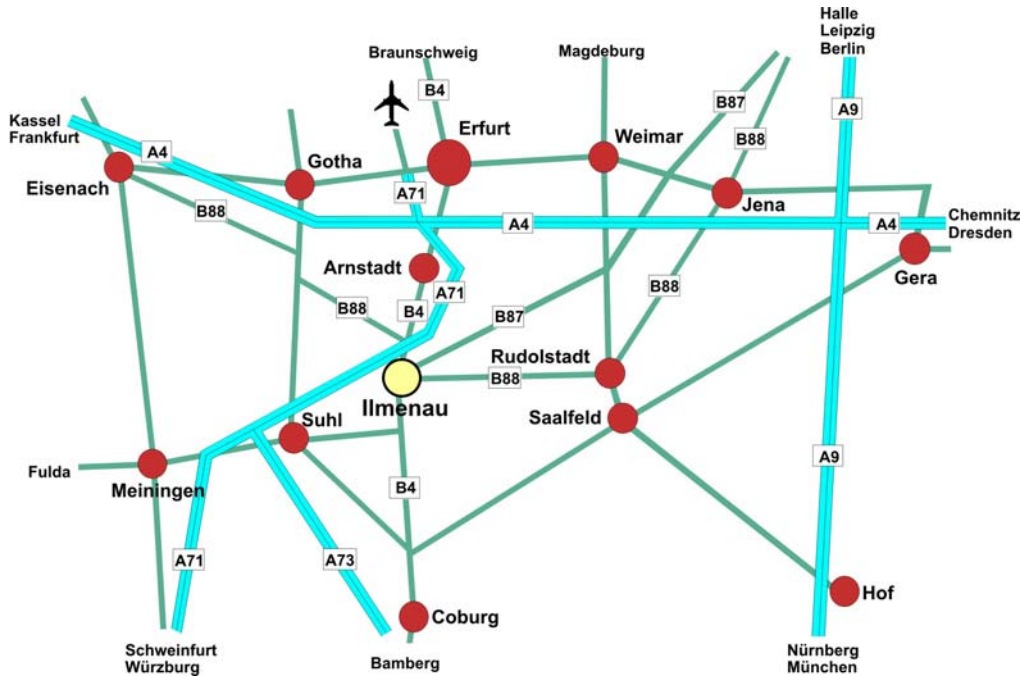 Halle
Leipzig
Berlin
Braunschweig
Magdeburg
B4
B87
A9
Kassel
Frankfurt
A4
Erfurt
Weimar
B88
Gotha
Eisenach
A71
Jena
B88
A4
A4
Chemnitz
Dresden
Arnstadt
A71
Gera
B88
B4
B87
B88
Rudolstadt
B88
Ilmenau
Suhl
Saalfeld
A9
Fulda
Meiningen
B4
A71
A73
Hof
Coburg
Schweinfurt
Würzburg
Bamberg
Nürnberg
München